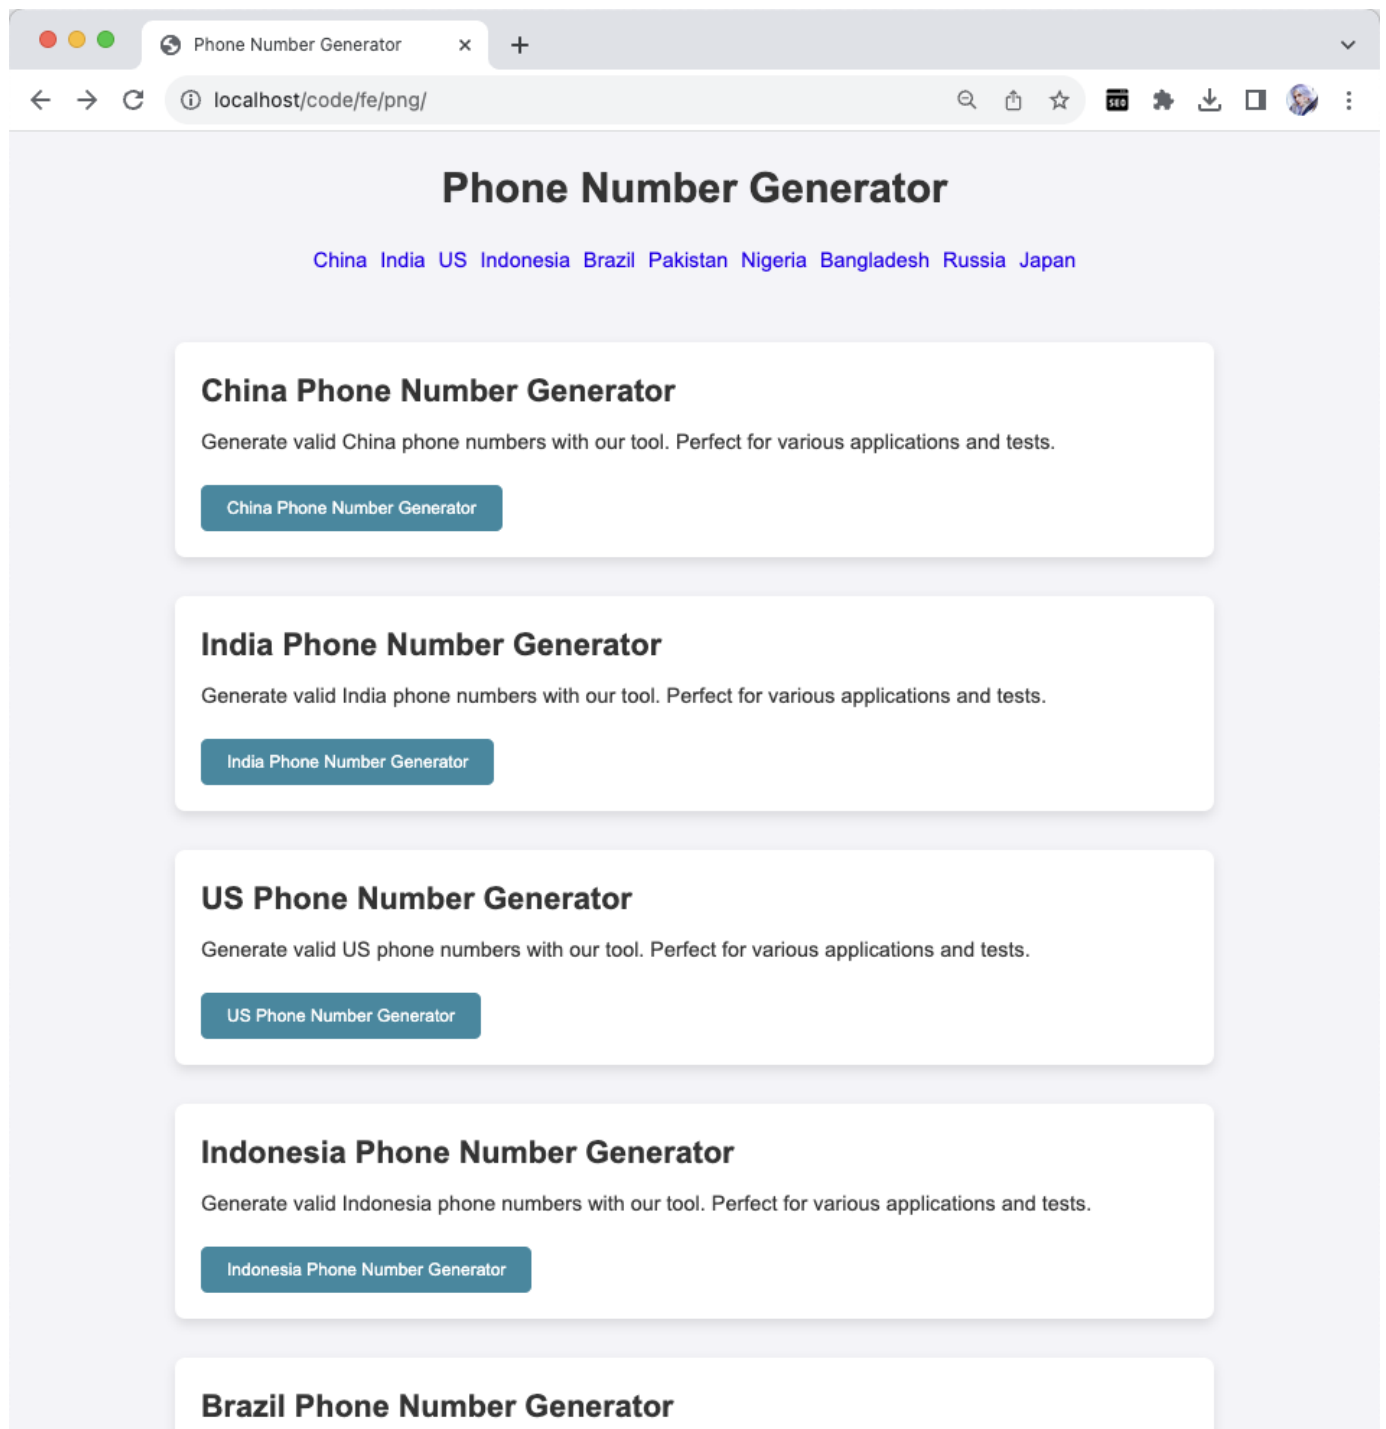 Phone Number Generator
localhost/code/fe/png/
SEO
Phone Number Generator
China India US Indonesia Brazil Pakistan Nigeria Bangladesh Russia Japan
China Phone Number Generator
Generate valid China phone numbers with our tool. Perfect for various applications and tests.
China Phone Number Generator
India Phone Number Generator
Generate valid India phone numbers with our tool. Perfect for various applications and tests.
India Phone Number Generator
US Phone Number Generator
Generate valid US phone numbers with our tool. Perfect for various applications and tests.
US Phone Number Generator
Indonesia Phone Number Generator
Generate valid Indonesia phone numbers with our tool. Perfect for various applications and tests.
Indonesia Phone Number Generator
Brazil Phone Number Generator